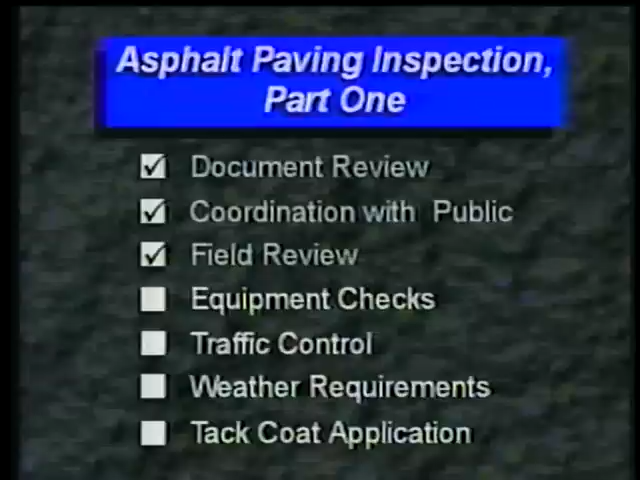 Asphalt Paving Inspection,
Part One
Document Review
Coordination with Public
Field Review
Equipment Checks
Traffic Control
Weather Requirements
Tack Coat Application